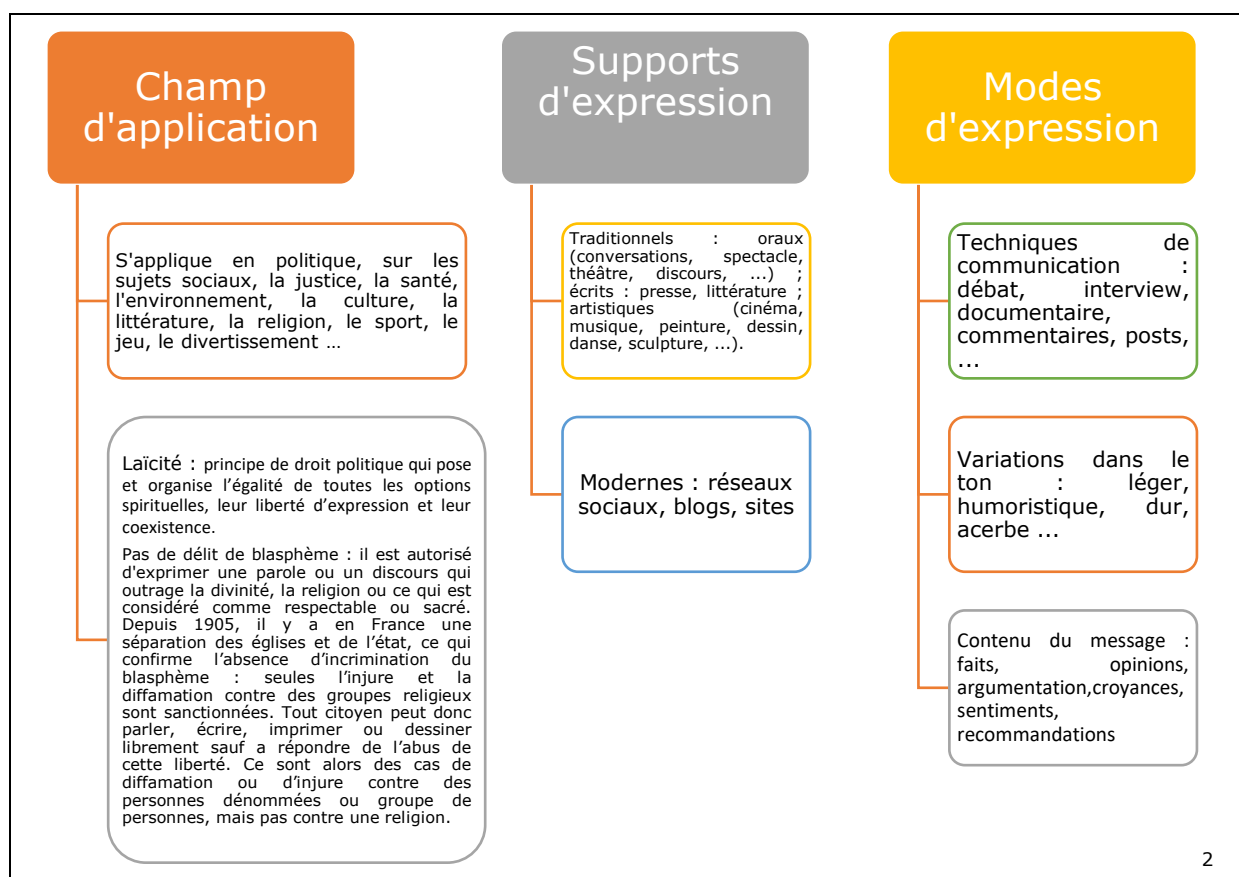 Champ
d'application
S'applique en politique, sur les
sujets sociaux, la justice, la santé,
l'environnement, la culture, la
littérature, la religion, le sport, le
jeu, le divertissement …
Laïcité : principe de droit politique qui pose
et organise l’égalité de toutes les options
spirituelles, leur liberté d’expression et leur
coexistence.
Pas de délit de blasphème : il est autorisé
d'exprimer une parole ou un discours qui
outrage la divinité, la religion ou ce qui est
considéré comme respectable ou sacré.
Depuis 1905, il y a en France une
séparation des églises et de l’état, ce qui
confirme l’absence d’incrimination du
blasphème : seules l’injure et la
diffamation contre des groupes religieux
sont sanctionnées. Tout citoyen peut donc
parler, écrire, imprimer ou dessiner
librement sauf a répondre de l’abus de
cette liberté. Ce sont alors des cas de
diffamation ou d’injure contre des
personnes dénommées ou groupe de
personnes, mais pas contre une religion.
Supports
d'expression
Traditionnels : oraux
(conversations, spectacle,
théâtre, discours, ...) ;
écrits : presse, littérature ;
artistiques (cinéma,
musique, peinture, dessin,
danse, sculpture, ...).
Modernes : réseaux
sociaux, blogs, sites
Modes
d'expression
Techniques de
communication :
débat, interview,
documentaire,
commentaires, posts,
...
Variations dans le
ton : léger,
humoristique, dur,
acerbe ...
Contenu du message :
faits, opinions,
argumentation,croyances,
sentiments,
recommandations
2